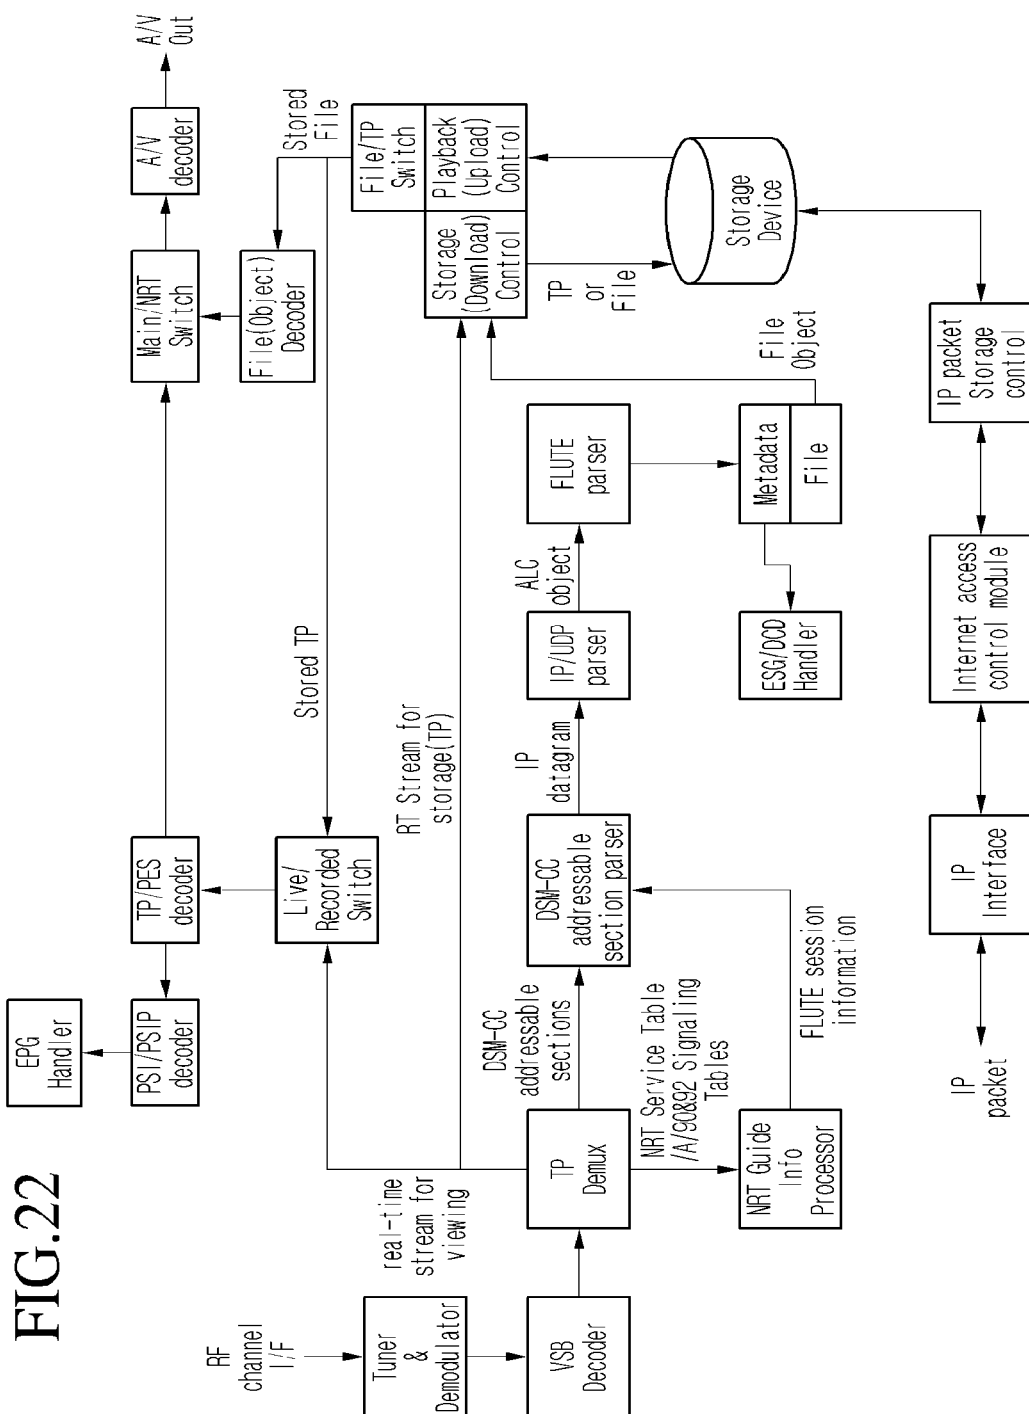 FIG.22
EPG
Handler
PSI/PSIP
decoder
TP/PES
decoder
Main/NRT
Switch
A/V
decoder
A/V
Out
RF
channel
I/F
Tuner
&
Demodulator
VSB
Decoder
real-time
stream for
viewing
Live/
Recorded
Switch
Stored TP
File(Object)
Decoder
Stored
File
File/TP
Switch
Storage
(Download)
Control
Playback
(Upload)
Control
RT Stream for
storage(TP)
TP
or
File
Storage
Device
TP
Demux
DSM-CC
addressable
sections
DSM-CC
addressable
section parser
IP
datagram
IP/UDP
parser
ALC
object
FLUTE
parser
File
Object
NRT Service Table
/A/90&92 Signaling
Tables
NRT Guide
Info
Processor
FLUTE session
information
ESG/DCD
Handler
Metadata
File
IP
packet
IP
Interface
Internet access
control module
IP packet
Storage
control